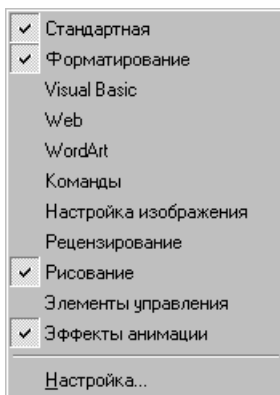 Стандартная
Форматирование
Visual Basic
Web
WordArt
Команды
Настройка изображения
Рецензирование
Рисование
Элементы управления
Эффекты анимации
Настройка...